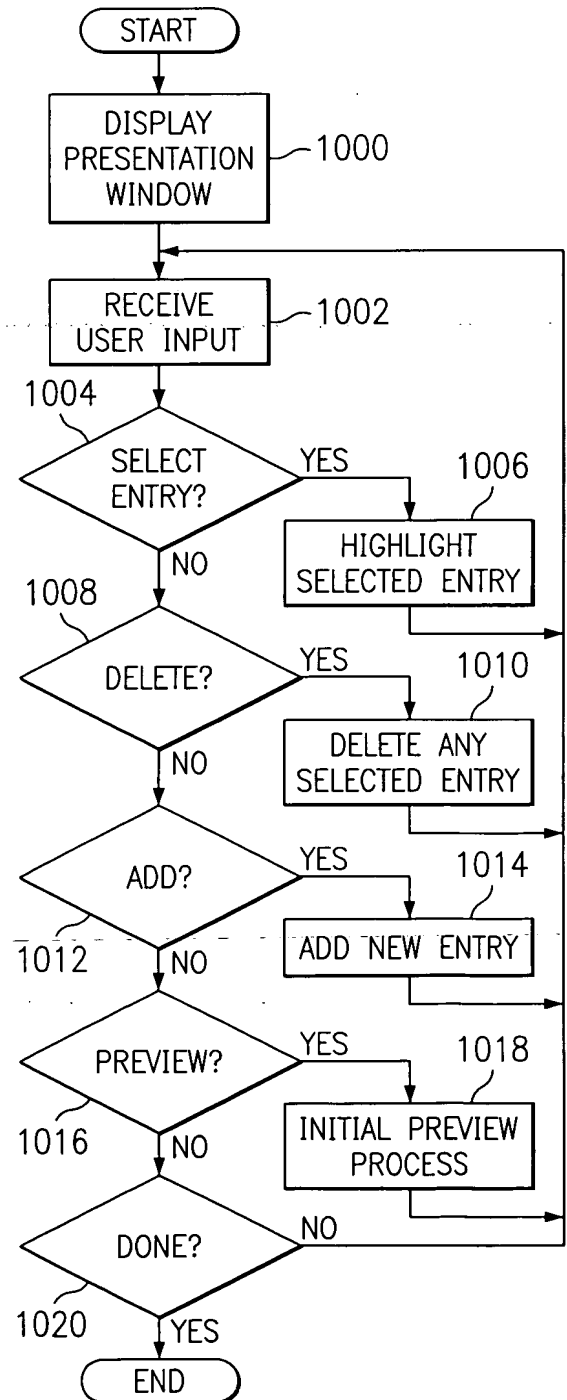 START
DISPLAY
PRESENTATION
WINDOW
1000
RECEIVE
USER INPUT
1002
1004
SELECT
ENTRY?
YES
NO
1006
HIGHLIGHT
SELECTED ENTRY
1008
DELETE?
YES
NO
1010
DELETE ANY
SELECTED ENTRY
ADD?
YES
NO
1012
1014
ADD NEW ENTRY
PREVIEW?
YES
NO
1016
1018
INITIAL PREVIEW
PROCESS
DONE?
NO
1020
YES
END